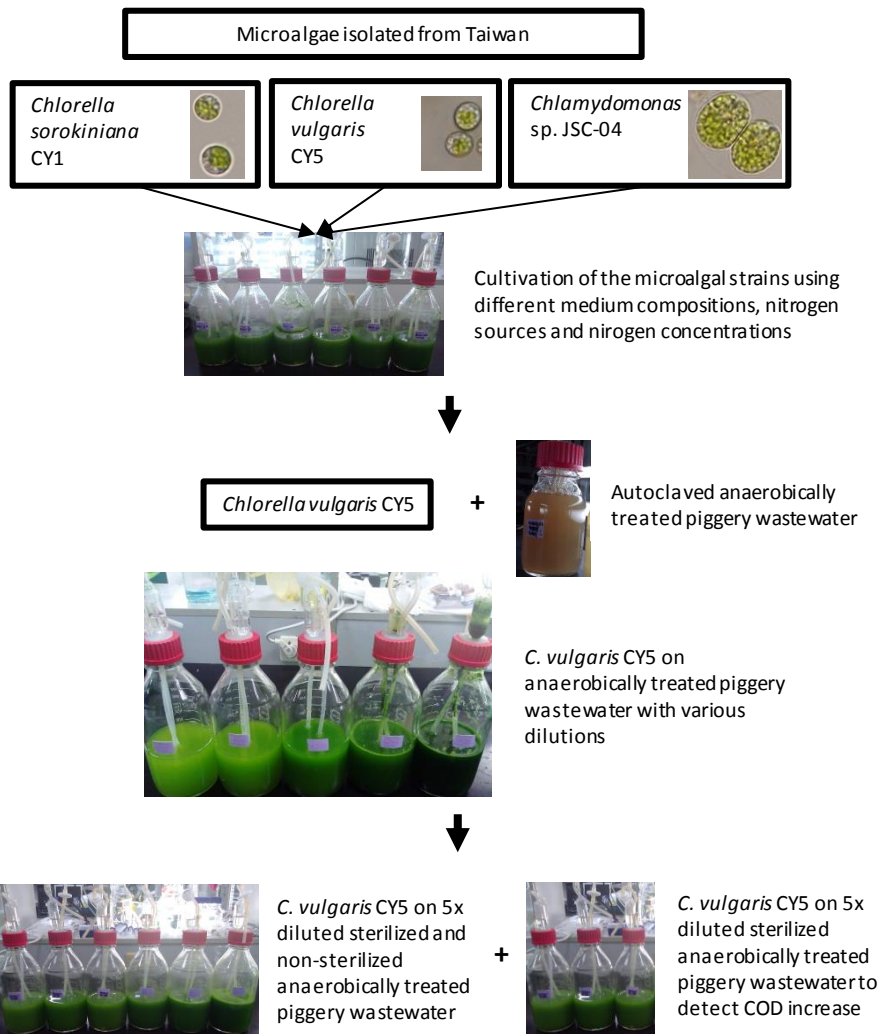 Microalgae isolated from Taiwan
Chlorella
sorokiniana
CY1
Chlorella
vulgaris
CY5
Chlamydomonas
sp. JSC-04
Cultivation of the microalgal strains using
different medium compositions, nitrogen
sources and nirogen concentrations
Chlorella vulgaris CY5
+
Autoclaved anaerobically
treated piggery wastewater
C. vulgaris CY5 on
anaerobically treated piggery
wastewater with various
dilutions
C. vulgaris CY5 on 5x
diluted sterilized and
non-sterilized
anaerobically treated
piggery wastewater
+
C. vulgaris CY5 on 5x
diluted sterilized
anaerobically treated
piggery wastewater to
detect COD increase